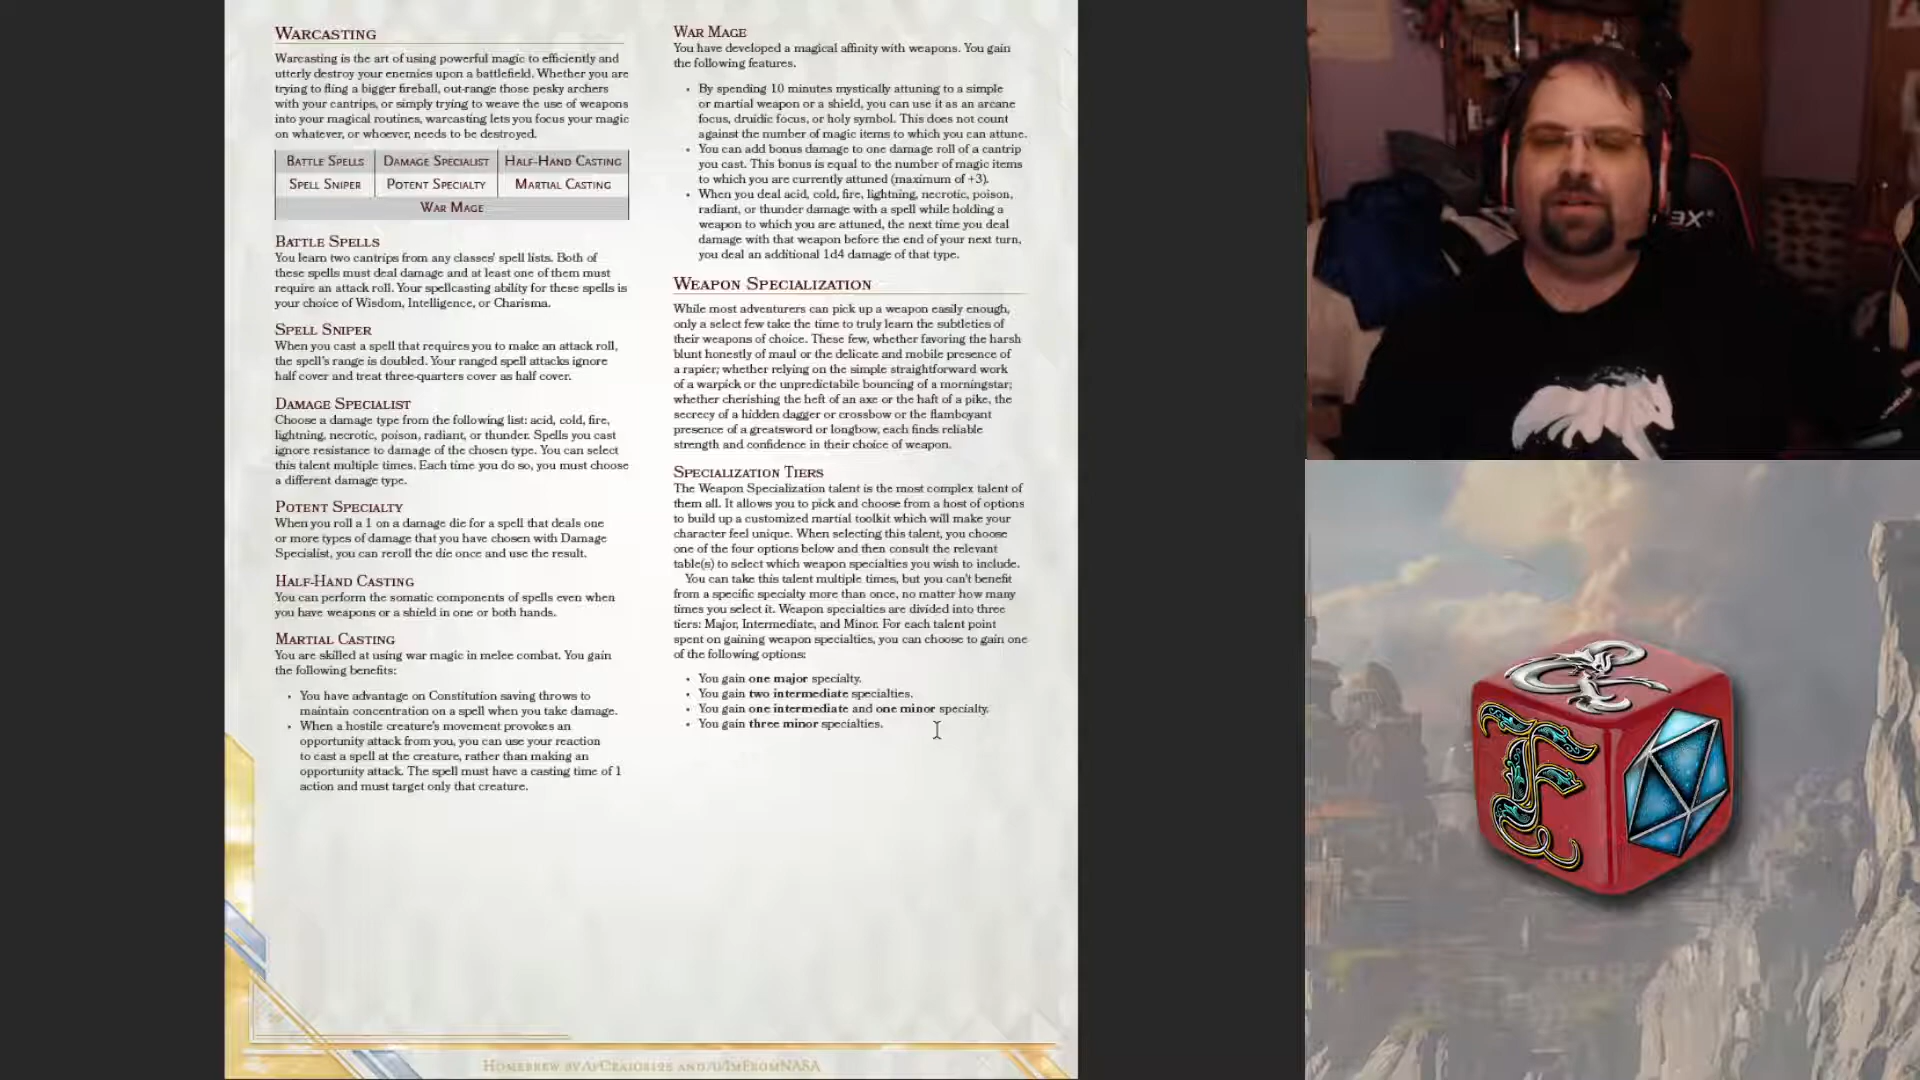 Warcasting
Warcasting is the art of using powerful magic to efficiently and
utterly destroy your enemies upon a battlefield. Whether you are
trying to fling a bigger fireball, out-range those pesky archers
with your cantrips, or simply trying to weave the use of weapons
into your magical routines, warcasting lets you focus your magic
on whatever, or whoever, needs to be destroyed.
Battle Spells Damage Specialist Half-Hand Casting
Spell Sniper Potent Specialty Martial Casting
War Mage
Battle Spells
You learn two cantrips from any classes' spell lists. Both of
these spells must deal damage and at least one of them must
require an attack roll. Your spellcasting ability for these spells is
your choice of Wisdom, Intelligence, or Charisma.
Spell Sniper
When you cast a spell that requires you to make an attack roll,
the spell's range is doubled. Your ranged spell attacks ignore
half cover and treat three-quarters cover as half cover.
Damage Specialist
Choose a damage type from the following list: acid, cold, fire,
lightning, necrotic, poison, radiant, or thunder. Spells you cast
ignore resistance to damage of the chosen type. You can select
this talent multiple times. Each time you do so, you must choose
a different damage type.
Potent Specialty
When you roll a 1 on a damage die for a spell that deals one
or more types of damage that you have chosen with Damage
Specialist, you can reroll the die once and use the result.
Half-Hand Casting
You can perform the somatic components of spells even when
you have weapons or a shield in one or both hands.
Martial Casting
You are skilled at using war magic in melee combat. You gain
the following benefits:
• You have advantage on Constitution saving throws to
maintain concentration on a spell when you take damage.
• When a hostile creature's movement provokes an
opportunity attack from you, you can use your reaction
to cast a spell at the creature, rather than making an
opportunity attack. The spell must have a casting time of 1
action and must target only that creature.
War Mage
You have developed a magical affinity with weapons. You gain
the following features.
• By spending 10 minutes mystically attuning to a simple
or martial weapon or a shield, you can use it as an arcane
focus, druidic focus, or holy symbol. This does not count
against the number of magic items to which you can attune.
• You can add bonus damage to one damage roll of a cantrip
you cast. This bonus is equal to the number of magic items
to which you are currently attuned (maximum of +3).
• When you deal acid, cold, fire, lightning, necrotic, poison,
radiant, or thunder damage with a spell while holding a
weapon to which you are attuned, the next time you deal
damage with that weapon before the end of your next turn,
you deal an additional 1d4 damage of that type.
Weapon Specialization
While most adventurers can pick up a weapon easily enough,
only a select few take the time to truly learn the subtleties of
their weapons of choice. These few, whether favoring the harsh
blunt honestly of maul or the delicate and mobile presence of
a rapier; whether relying on the simple straightforward work
of a warpick or the unpredictabile bouncing of a morningstar;
whether cherishing the heft of an axe or the haft of a pike, the
secrecy of a hidden dagger or crossbow or the flamboyant
presence of a greatsword or longbow, each finds reliable
strength and confidence in their choice of weapon.
Specialization Tiers
The Weapon Specialization talent is the most complex talent of
them all. It allows you to pick and choose from a host of options
to build up a customized martial toolkit which will make your
character feel unique. When selecting this talent, you choose
one of the four options below and then consult the relevant
table(s) to select which weapon specialties you wish to include.
You can take this talent multiple times, but you can't benefit
from a specific specialty more than once, no matter how many
times you select it. Weapon specialties are divided into three
tiers: Major, Intermediate, and Minor. For each talent point
spent on gaining weapon specialties, you can choose to gain one
of the following options:
• You gain one major specialty.
• You gain two intermediate specialties.
• You gain one intermediate and one minor specialty.
• You gain three minor specialties.
Homebrew by /u/Craios125 and /u/ImFromNASA